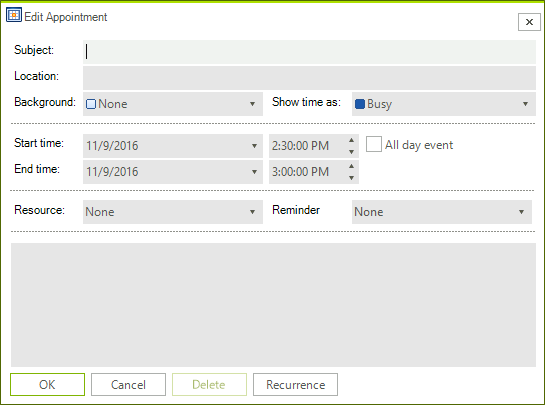 Edit Appointment
Subject:
Location:
Background: None Show time as: Busy
Start time: 11/9/2016 2:30:00 PM All day event
End time: 11/9/2016 3:00:00 PM
Resource: None Reminder None
OK Cancel Delete Recurrence